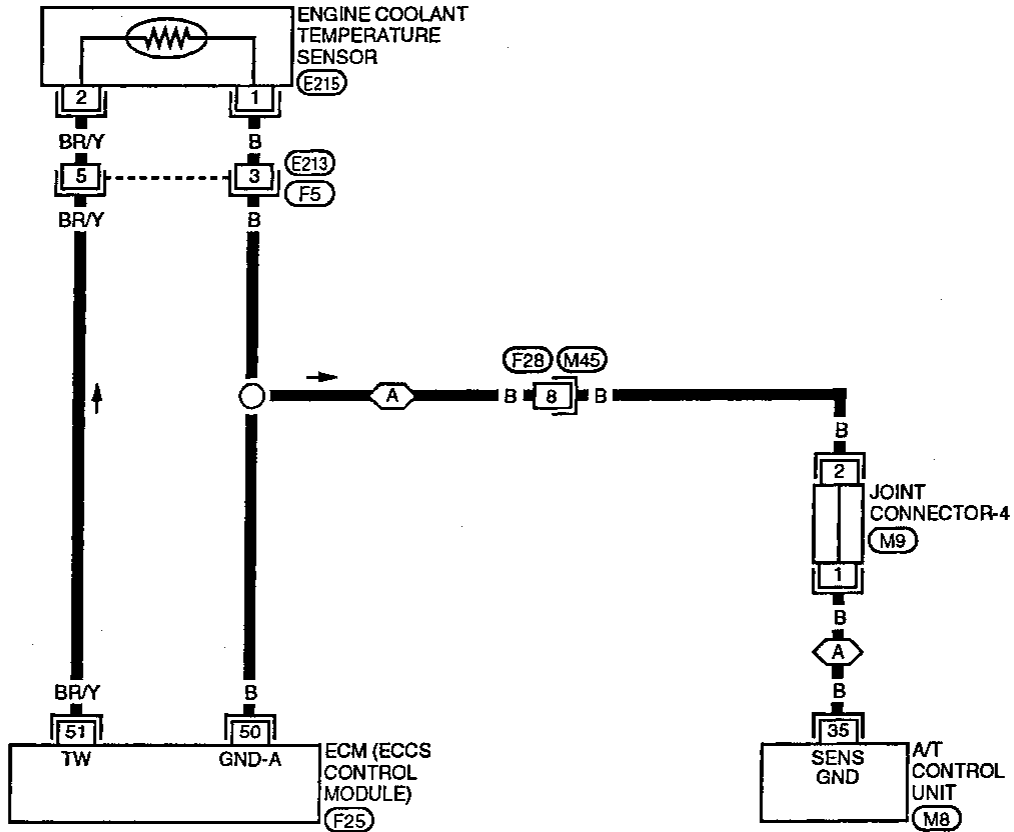 ENGINE COOLANT
TEMPERATURE
SENSOR
E215
2
1
BR/Y
B
5
3
E213
F5
BR/Y
B
F28
M45
A
B
8
B
B
2
JOINT
CONNECTOR-4
M9
1
B
A
BR/Y
B
B
51
50
35
TW
GND-A
ECM (ECCS
CONTROL
MODULE)
F25
SENS
GND
A/T
CONTROL
UNIT
M8